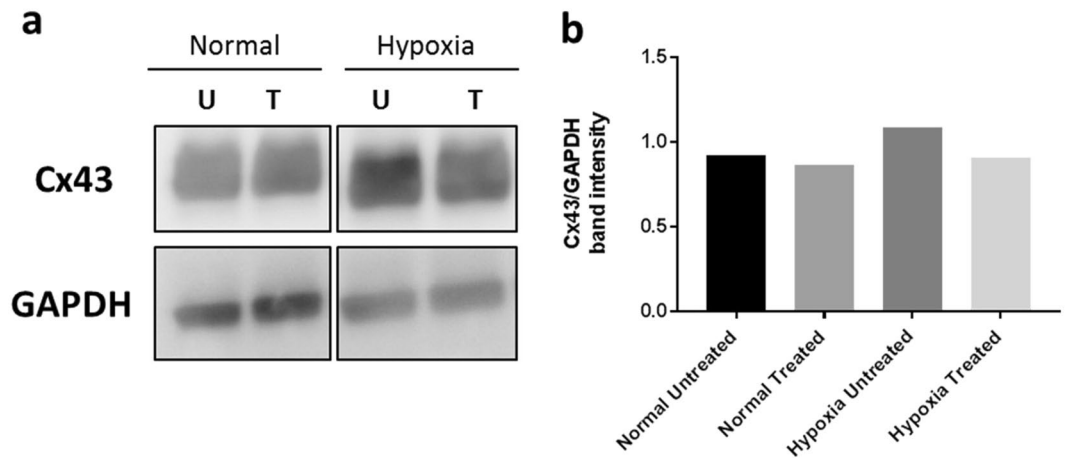 a
Normal Hypoxia
U T U T
Cx43
GAPDH
b
Cx43/GAPDH
band intensity
1.5
1.0
0.5
0.0
Normal Untreated
Normal Treated
Hypoxia Untreated
Hypoxia Treated